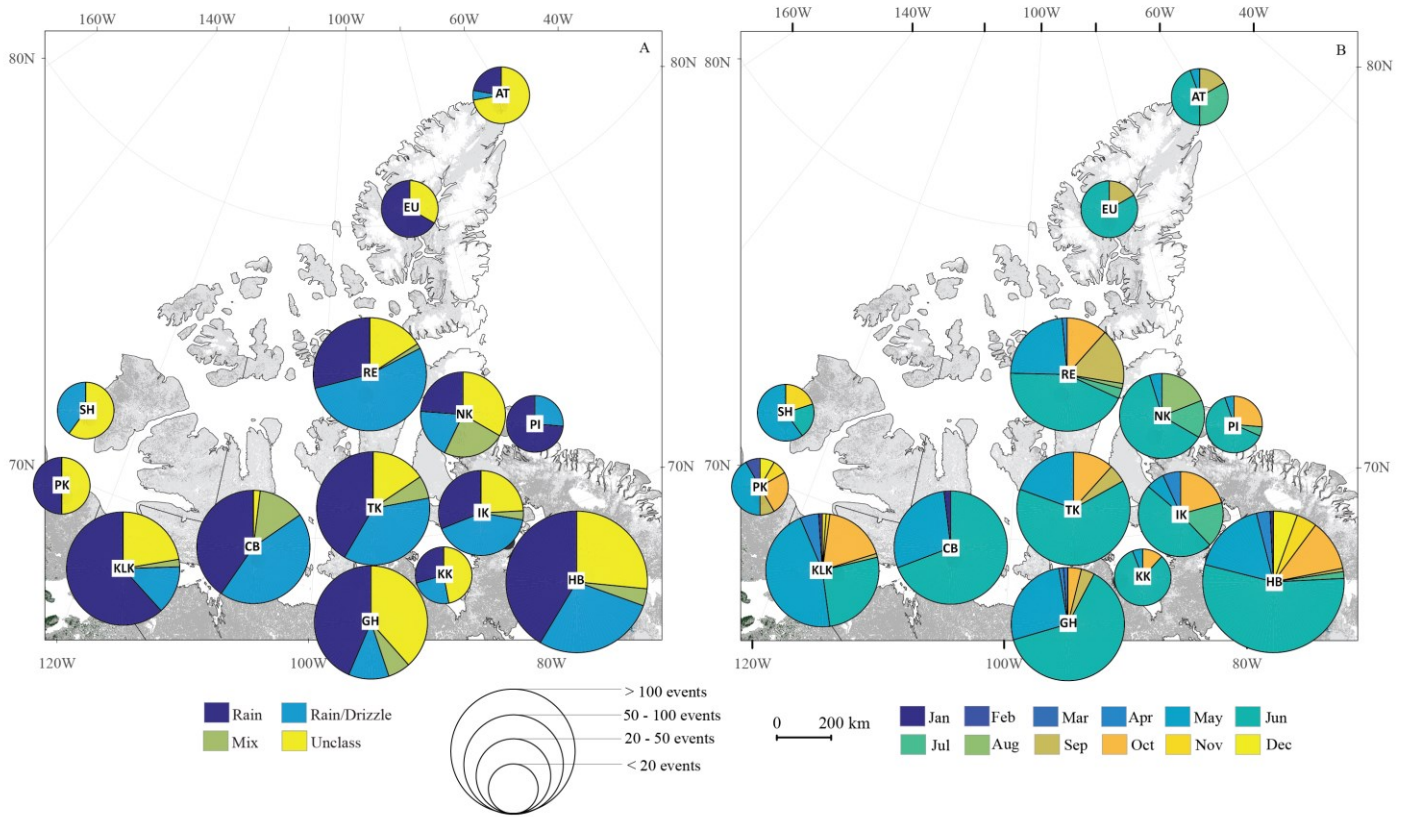 160W 140W 100W 60W 40W
160W 140W 100W 60W 40W
A
B
80N
80N
80N
80N
AT
AT
EU
EU
RE
RE
SH
NK
PI
SH
NK
PI
70N
70N
70N
70N
PK
PK
TK
IK
TK
IK
KLK
CB
KK
HB
KLK
CB
KK
HB
GH
GH
120W 100W 80W
120W 100W 80W
Rain Rain/Drizzle
Mix Unclass
> 100 events
50 - 100 events
20 - 50 events
< 20 events
0 200 km
Jan Feb Mar Apr May Jun
Jul Aug Sep Oct Nov Dec